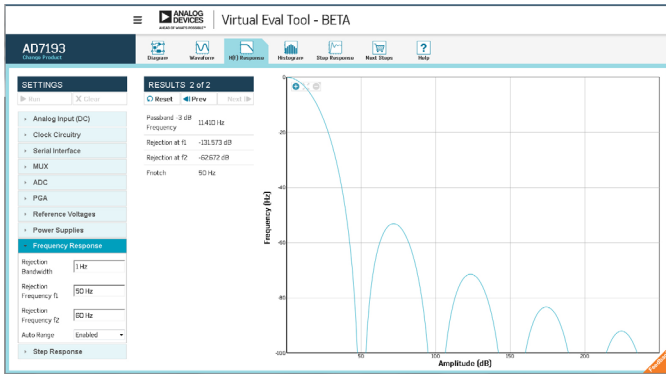 ANALOG DEVICES
AHEAD OF WHAT'S POSSIBLE™
Virtual Eval Tool - BETA
AD7193
Change Product
Diagram
Waveform
H(f) Response
Histogram
Step Response
Next Steps
Help
SETTINGS
Run
X Clear
Analog Input (DC)
Clock Circuitry
Serial Interface
MUX
ADC
PGA
Reference Voltages
Power Supplies
Frequency Response
Rejection Bandwidth
1 Hz
Rejection Frequency f1
50 Hz
Rejection Frequency f2
60 Hz
Auto Range
Enabled
Step Response
RESULTS 2 of 2
Reset
Prev
Next
Passband -3 dB Frequency
11.410 Hz
Rejection at f1
-131.573 dB
Rejection at f2
-62.672 dB
Fnotch
50 Hz
Frequency (Hz)
0
-20
-40
-60
-80
-100
50
100
150
200
Amplitude (dB)
Feedback